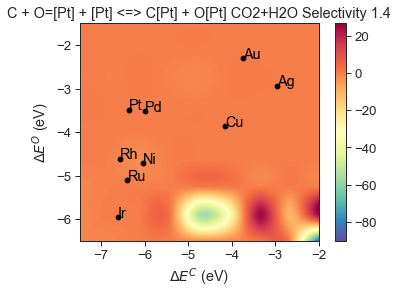 C + O=[Pt] + [Pt] <=> C[Pt] + O[Pt] CO2+H2O Selectivity 1.4
−2
−3
−4
−5
−6
ΔE^O (eV)
Au
Ag
Pt
Pd
Cu
Rh
Ni
Ru
Ir
20
0
−20
−40
−60
−80
−7
−6
−5
−4
−3
−2
ΔE^C (eV)